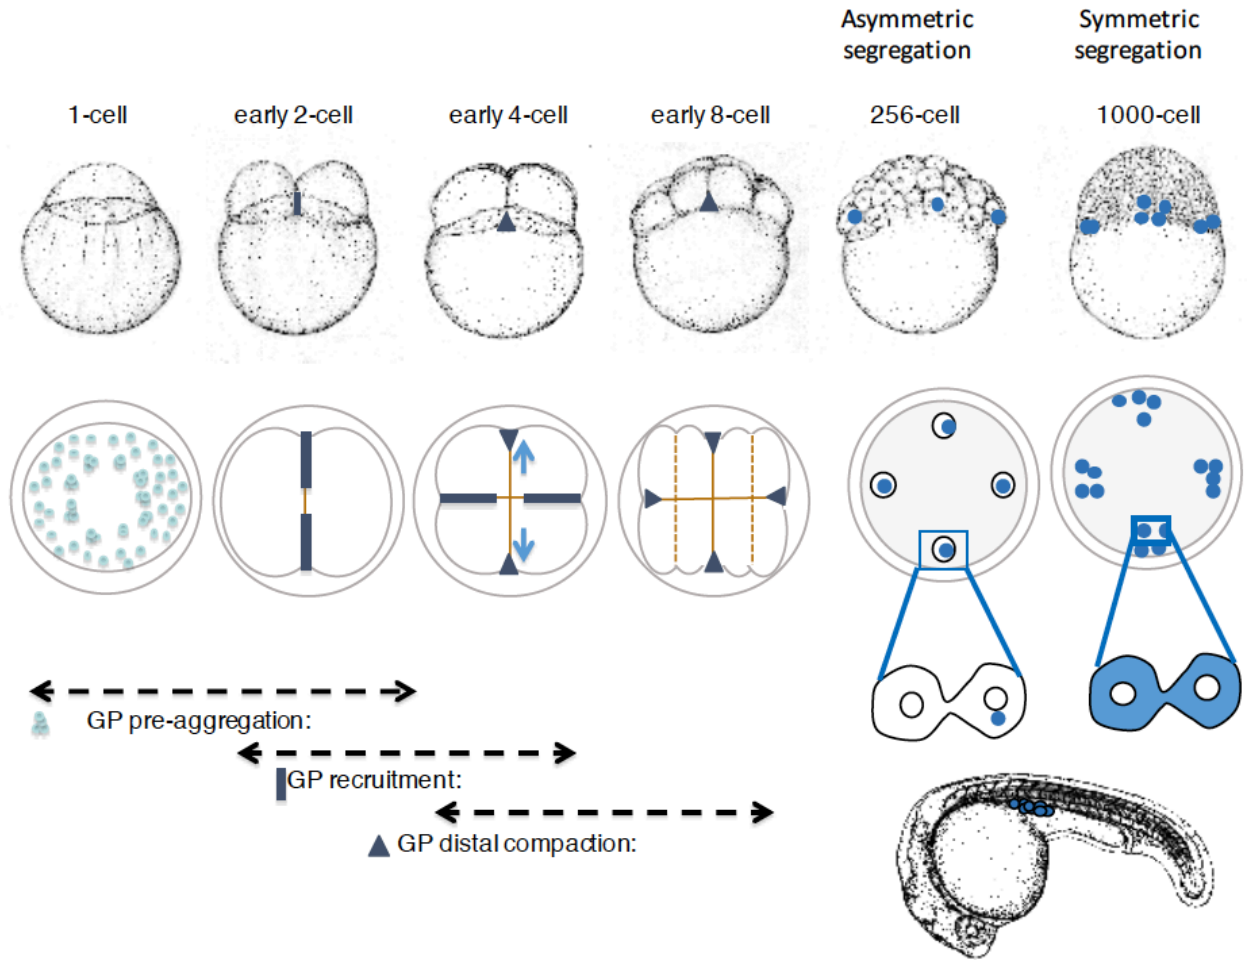 Asymmetric
segregation
Symmetric
segregation
1-cell
early 2-cell
early 4-cell
early 8-cell
256-cell
1000-cell
GP pre-aggregation:
GP recruitment:
GP distal compaction: